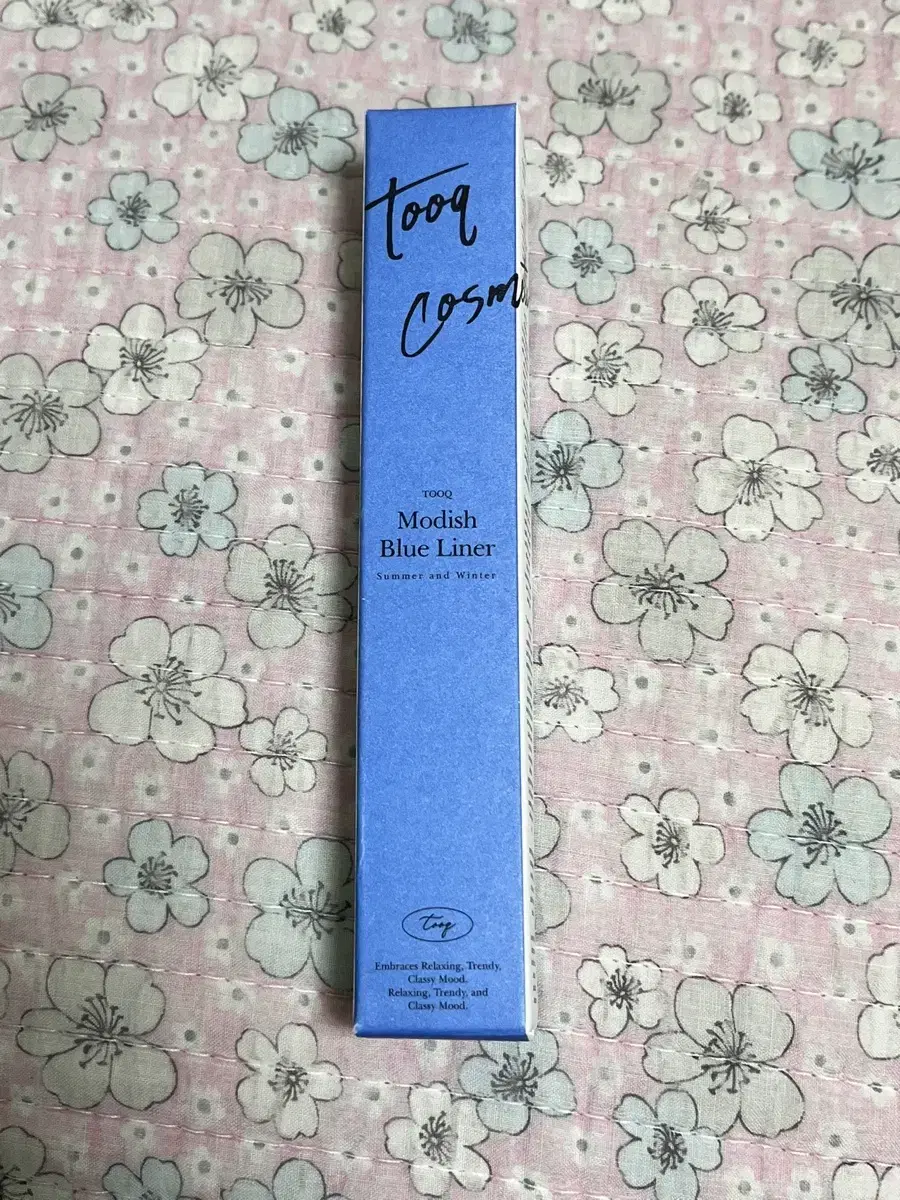 tooq
Cosm
TOOQ
Modish
Blue Liner
Summer and Winter
tooq
Embraces Relaxing, Trendy,
Classy Mood.
Relaxing, Trendy, and
Classy Mood.